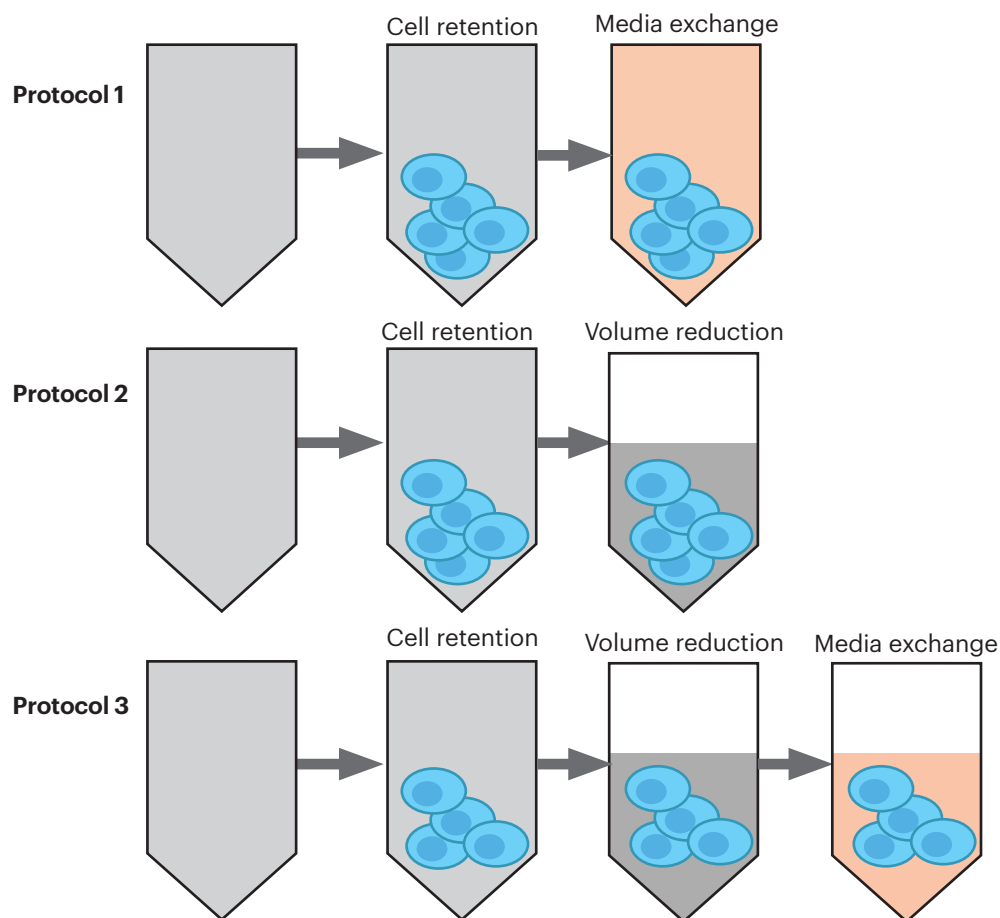 Cell retention
Media exchange
Protocol 1
Cell retention
Volume reduction
Protocol 2
Cell retention
Volume reduction
Media exchange
Protocol 3